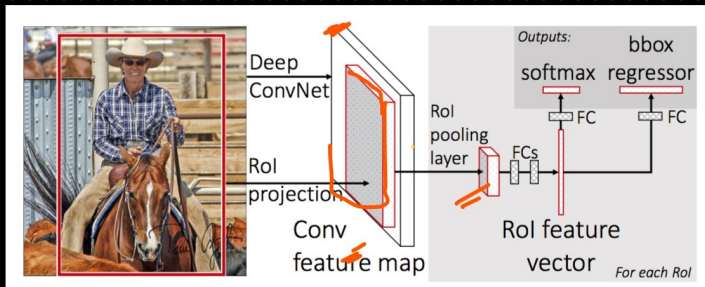 Outputs:
bbox
softmax regressor
Deep
ConvNet
FC FC
RoI
pooling
layer
FCs
RoI
projection
Conv
feature map
RoI feature
vector
For each RoI